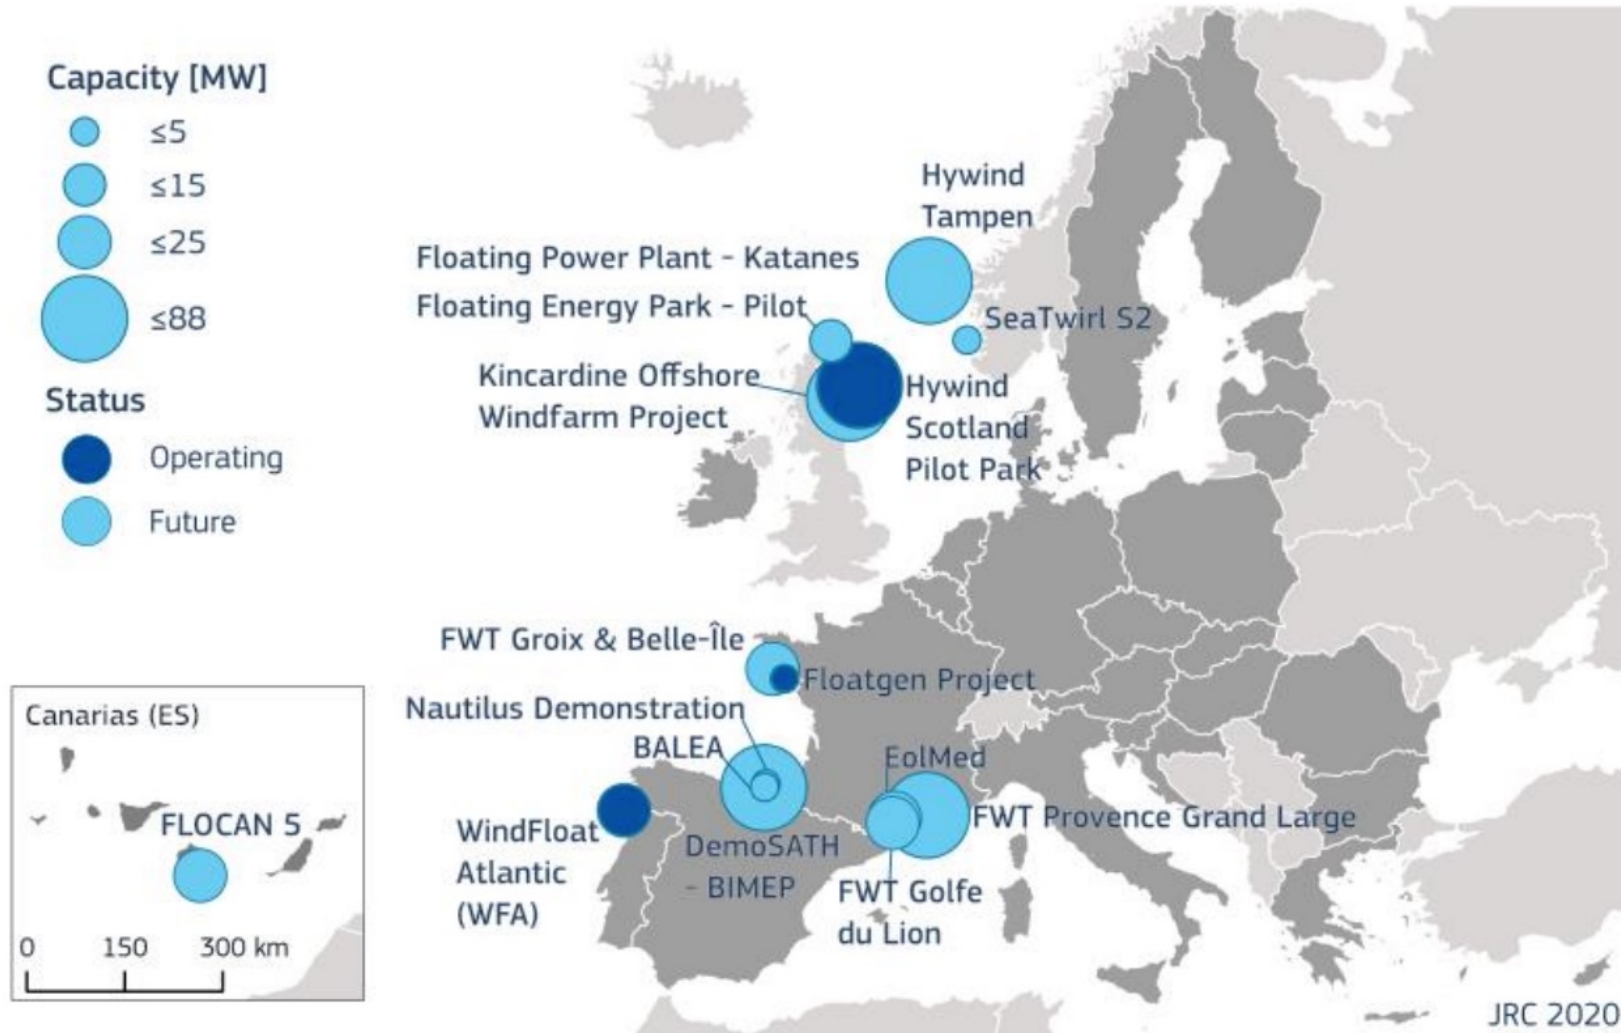 Capacity [MW]
≤5
≤15
≤25
≤88
Status
Operating
Future
Hywind
Tampen
Floating Power Plant - Katanes
Floating Energy Park - Pilot
SeaTwirl S2
Kincardine Offshore
Windfarm Project
Hywind
Scotland
Pilot Park
FWT Groix & Belle-Île
Floatgen Project
Nautilus Demonstration
BALEA
EolMed
FWT Provence Grand Large
WindFloat
Atlantic
(WFA)
DemoSATH
- BIMEP
FWT Golfe
du Lion
Canarias (ES)
FLOCAN 5
0 150 300 km
JRC 2020